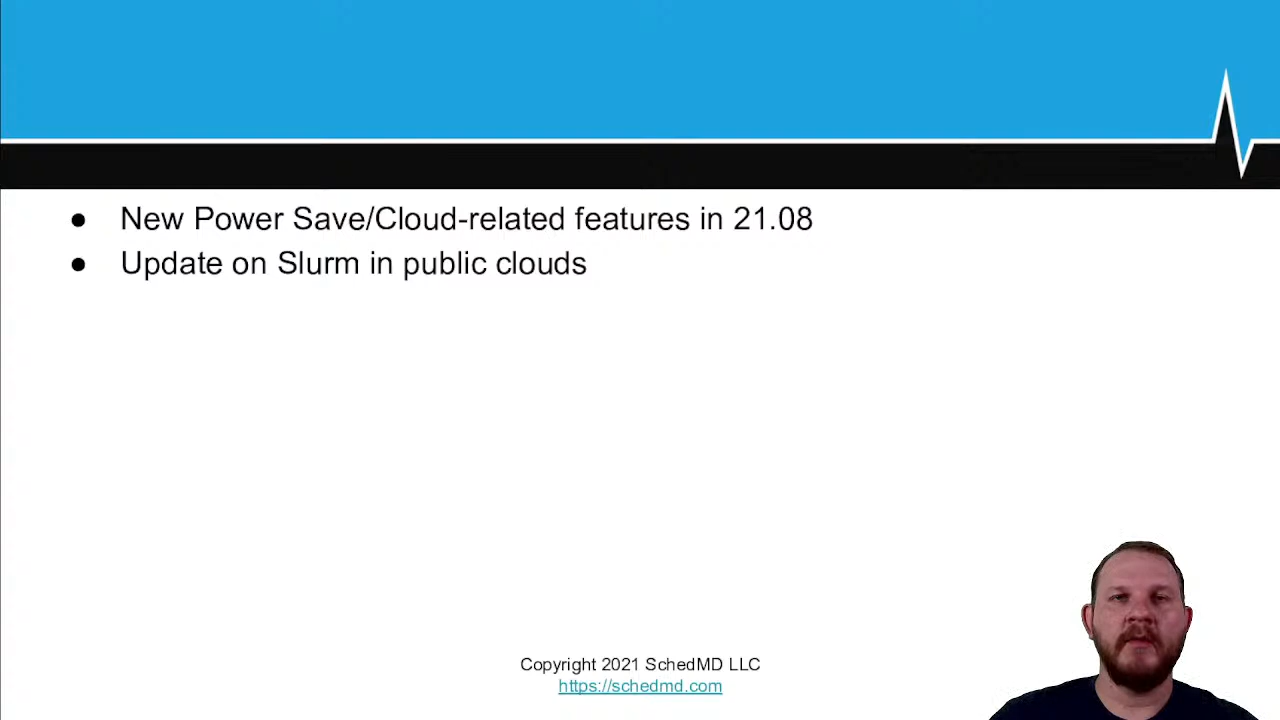 ● New Power Save/Cloud-related features in 21.08
● Update on Slurm in public clouds
Copyright 2021 SchedMD LLC
https://schedmd.com